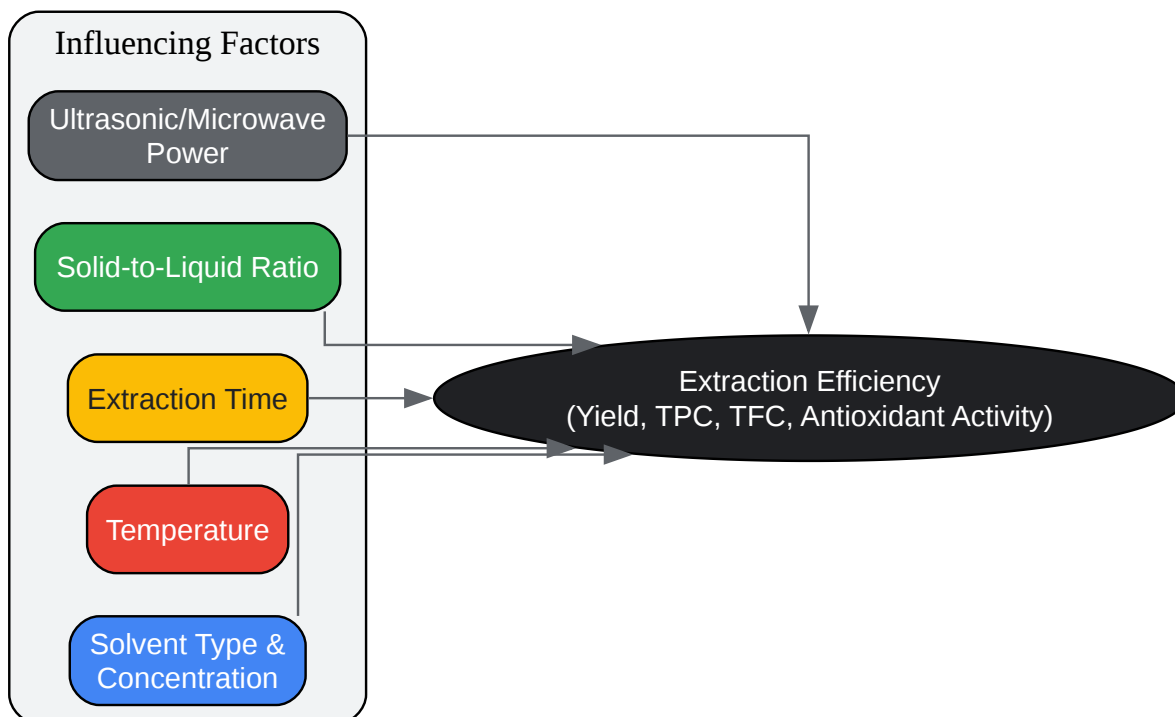 Influencing Factors
Ultrasonic/Microwave
Power
Solid-to-Liquid Ratio
Extraction Time
Extraction Efficiency
(Yield, TPC, TFC, Antioxidant Activity)
Temperature
Solvent Type &
Concentration